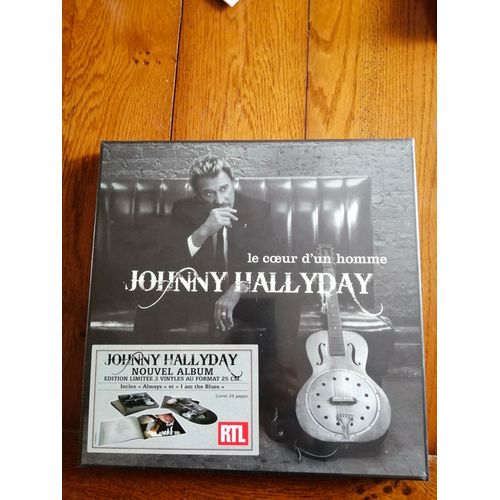 le cœur d'un homme
JOHNNY HALLYDAY
JOHNNY HALLYDAY
NOUVEL ALBUM
EDITION LIMITÉE 3 VINYLES AU FORMAT 25 CM.
Inclus « Always » et « I am the Blues »
Livret 24 pages
RTL